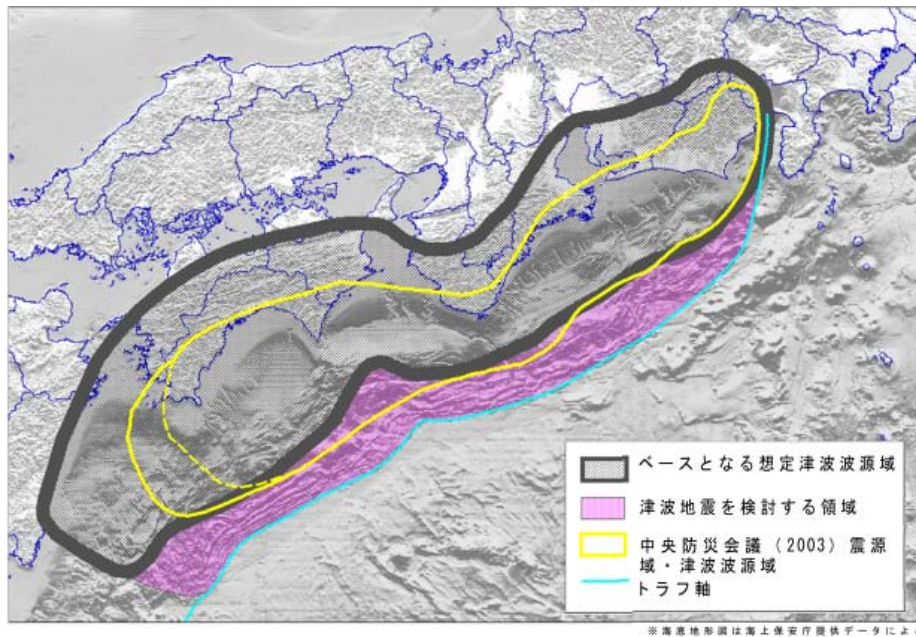 ベースとなる想定津波波源域
津波地震を検討する領域
中央防災会議（2003）震源
域・津波波源域
トラフ軸
※海底地形図は海上保安庁提供データによ